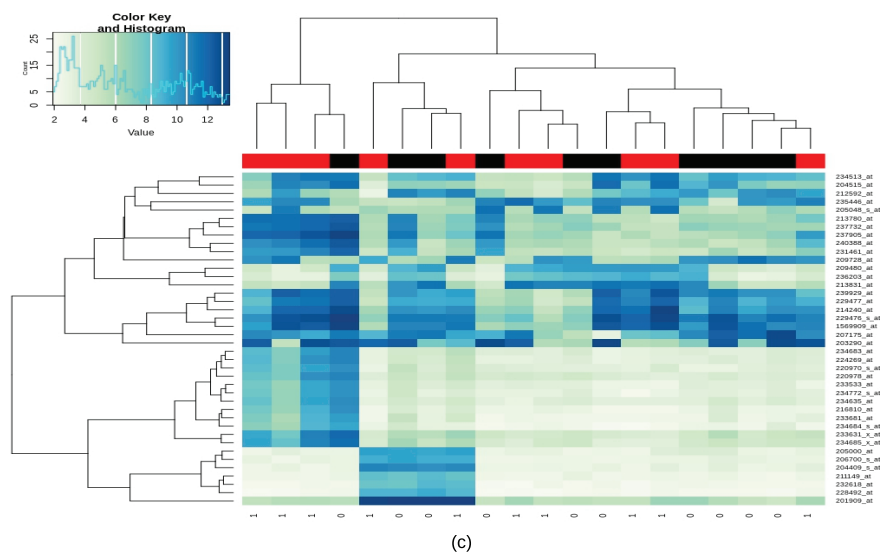 Color Key
and Histogram
Count
0 5 15 25
2 4 6 8 10 12
Value
234513_at
204515_at
212592_at
235446_at
205048_s_at
213780_at
237732_at
237905_at
240388_at
231461_at
209728_at
209480_at
236203_at
213831_at
239929_at
229477_at
214240_at
229476_s_at
1569909_at
207175_at
203290_at
234683_at
224269_at
220970_s_at
220978_at
233533_at
234772_s_at
234635_at
216810_at
233681_at
234684_s_at
233631_x_at
234685_x_at
205000_at
206700_s_at
204409_s_at
211149_at
232618_at
228492_at
201909_at
1 1 1 0 1 0 0 1 0 1 1 0 0 1 1 0 0 0 0 1
(c)